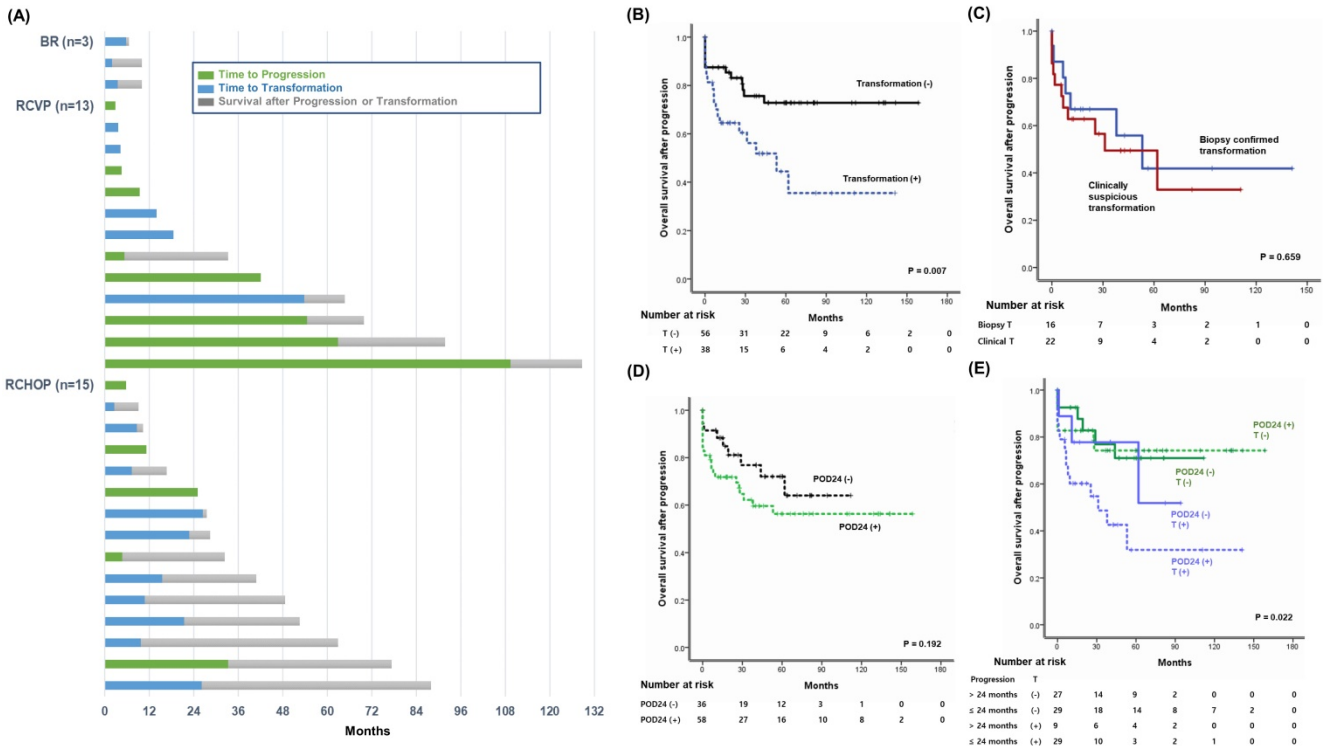 (A)
BR (n=3)
RCVP (n=13)
RCHOP (n=15)
Time to Progression
Time to Transformation
Survival after Progression or Transformation
0 12 24 36 48 60 72 84 96 108 120 132
Months
(B)
Overall survival after progression
1.0
0.8
0.6
0.4
0.2
0.0
Transformation (-)
Transformation (+)
P = 0.007
0 30 60 90 120 150 180
Number at risk
Months
T (-) 56 31 22 9 6 2 0
T (+) 38 15 6 4 2 0 0
(C)
Overall survival after progression
1.0
0.8
0.6
0.4
0.2
0.0
Biopsy confirmed
transformation
Clinically
suspicious
transformation
P = 0.659
0 30 60 90 120 150
Number at risk
Months
Biopsy T 16 7 3 2 1 0
Clinical T 22 9 4 2 0 0
(D)
Overall survival after progression
1.0
0.8
0.6
0.4
0.2
0.0
POD24 (-)
POD24 (+)
P = 0.192
0 30 60 90 120 150 180
Number at risk
Months
POD24 (-) 36 19 12 3 1 0 0
POD24 (+) 58 27 16 10 8 2 0
(E)
Overall survival after progression
1.0
0.8
0.6
0.4
0.2
0.0
POD24 (+)
T (-)
POD24 (-)
T (-)
POD24 (-)
T (+)
POD24 (+)
T (+)
P = 0.022
0 30 60 90 120 150 180
Number at risk
Months
Progression T
> 24 months (-) 27 14 9 2 0 0 0
≤ 24 months (-) 29 18 14 8 7 2 0
> 24 months (+) 9 6 4 2 0 0 0
≤ 24 months (+) 29 10 3 2 1 0 0